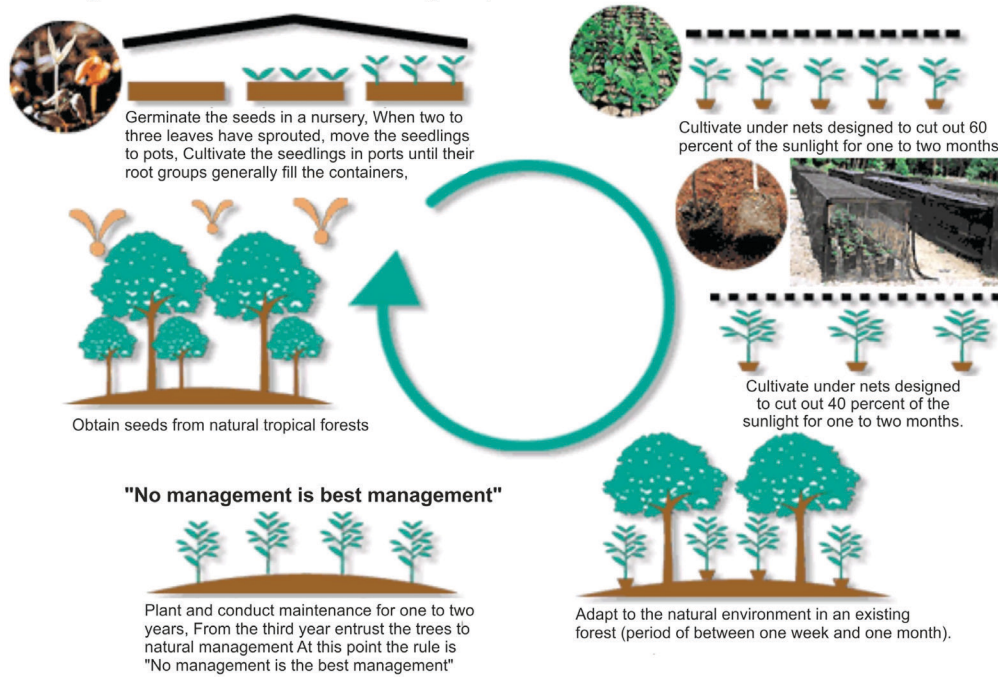 Germinate the seeds in a nursery, When two to
three leaves have sprouted, move the seedlings
to pots, Cultivate the seedlings in ports until their
root groups generally fill the containers,
Cultivate under nets designed to cut out 60
percent of the sunlight for one to two months
Cultivate under nets designed
to cut out 40 percent of the
sunlight for one to two months.
Obtain seeds from natural tropical forests
"No management is best management"
Plant and conduct maintenance for one to two
years, From the third year entrust the trees to
natural management At this point the rule is
"No management is the best management"
Adapt to the natural environment in an existing
forest (period of between one week and one month).